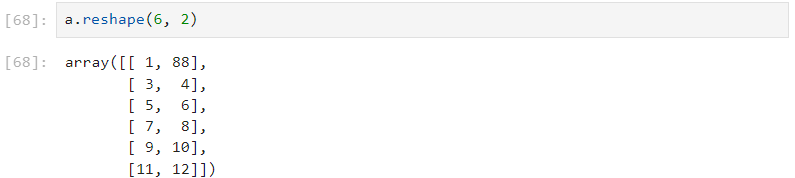 [68]: a.reshape(6, 2)
[68]: array([[ 1, 88],
       [ 3,  4],
       [ 5,  6],
       [ 7,  8],
       [ 9, 10],
       [11, 12]])